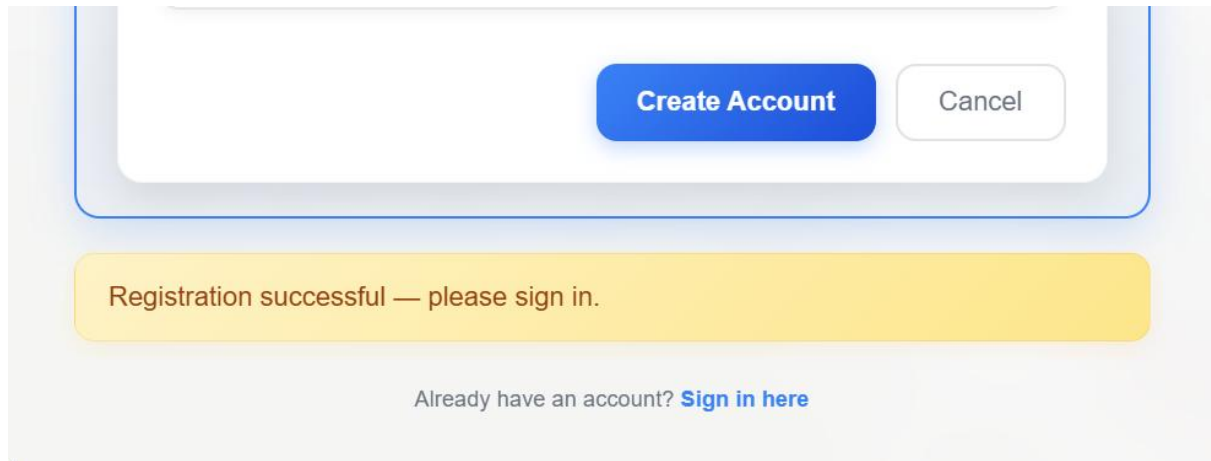 Create Account
Cancel
Registration successful — please sign in.
Already have an account? Sign in here